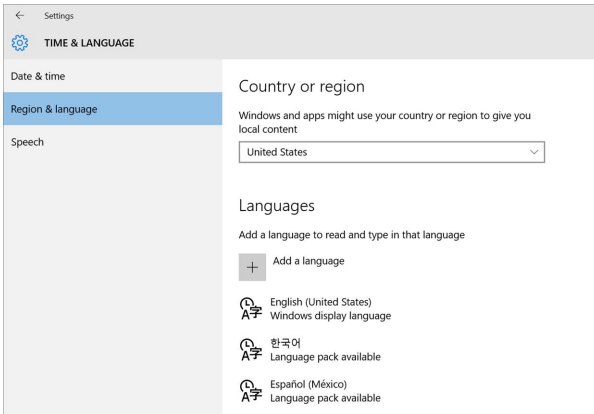 Settings
TIME & LANGUAGE
Date & time
Region & language
Speech
Country or region
Windows and apps might use your country or region to give you
local content
United States
Languages
Add a language to read and type in that language
Add a language
English (United States)
Windows display language
한국어
Language pack available
Español (México)
Language pack available